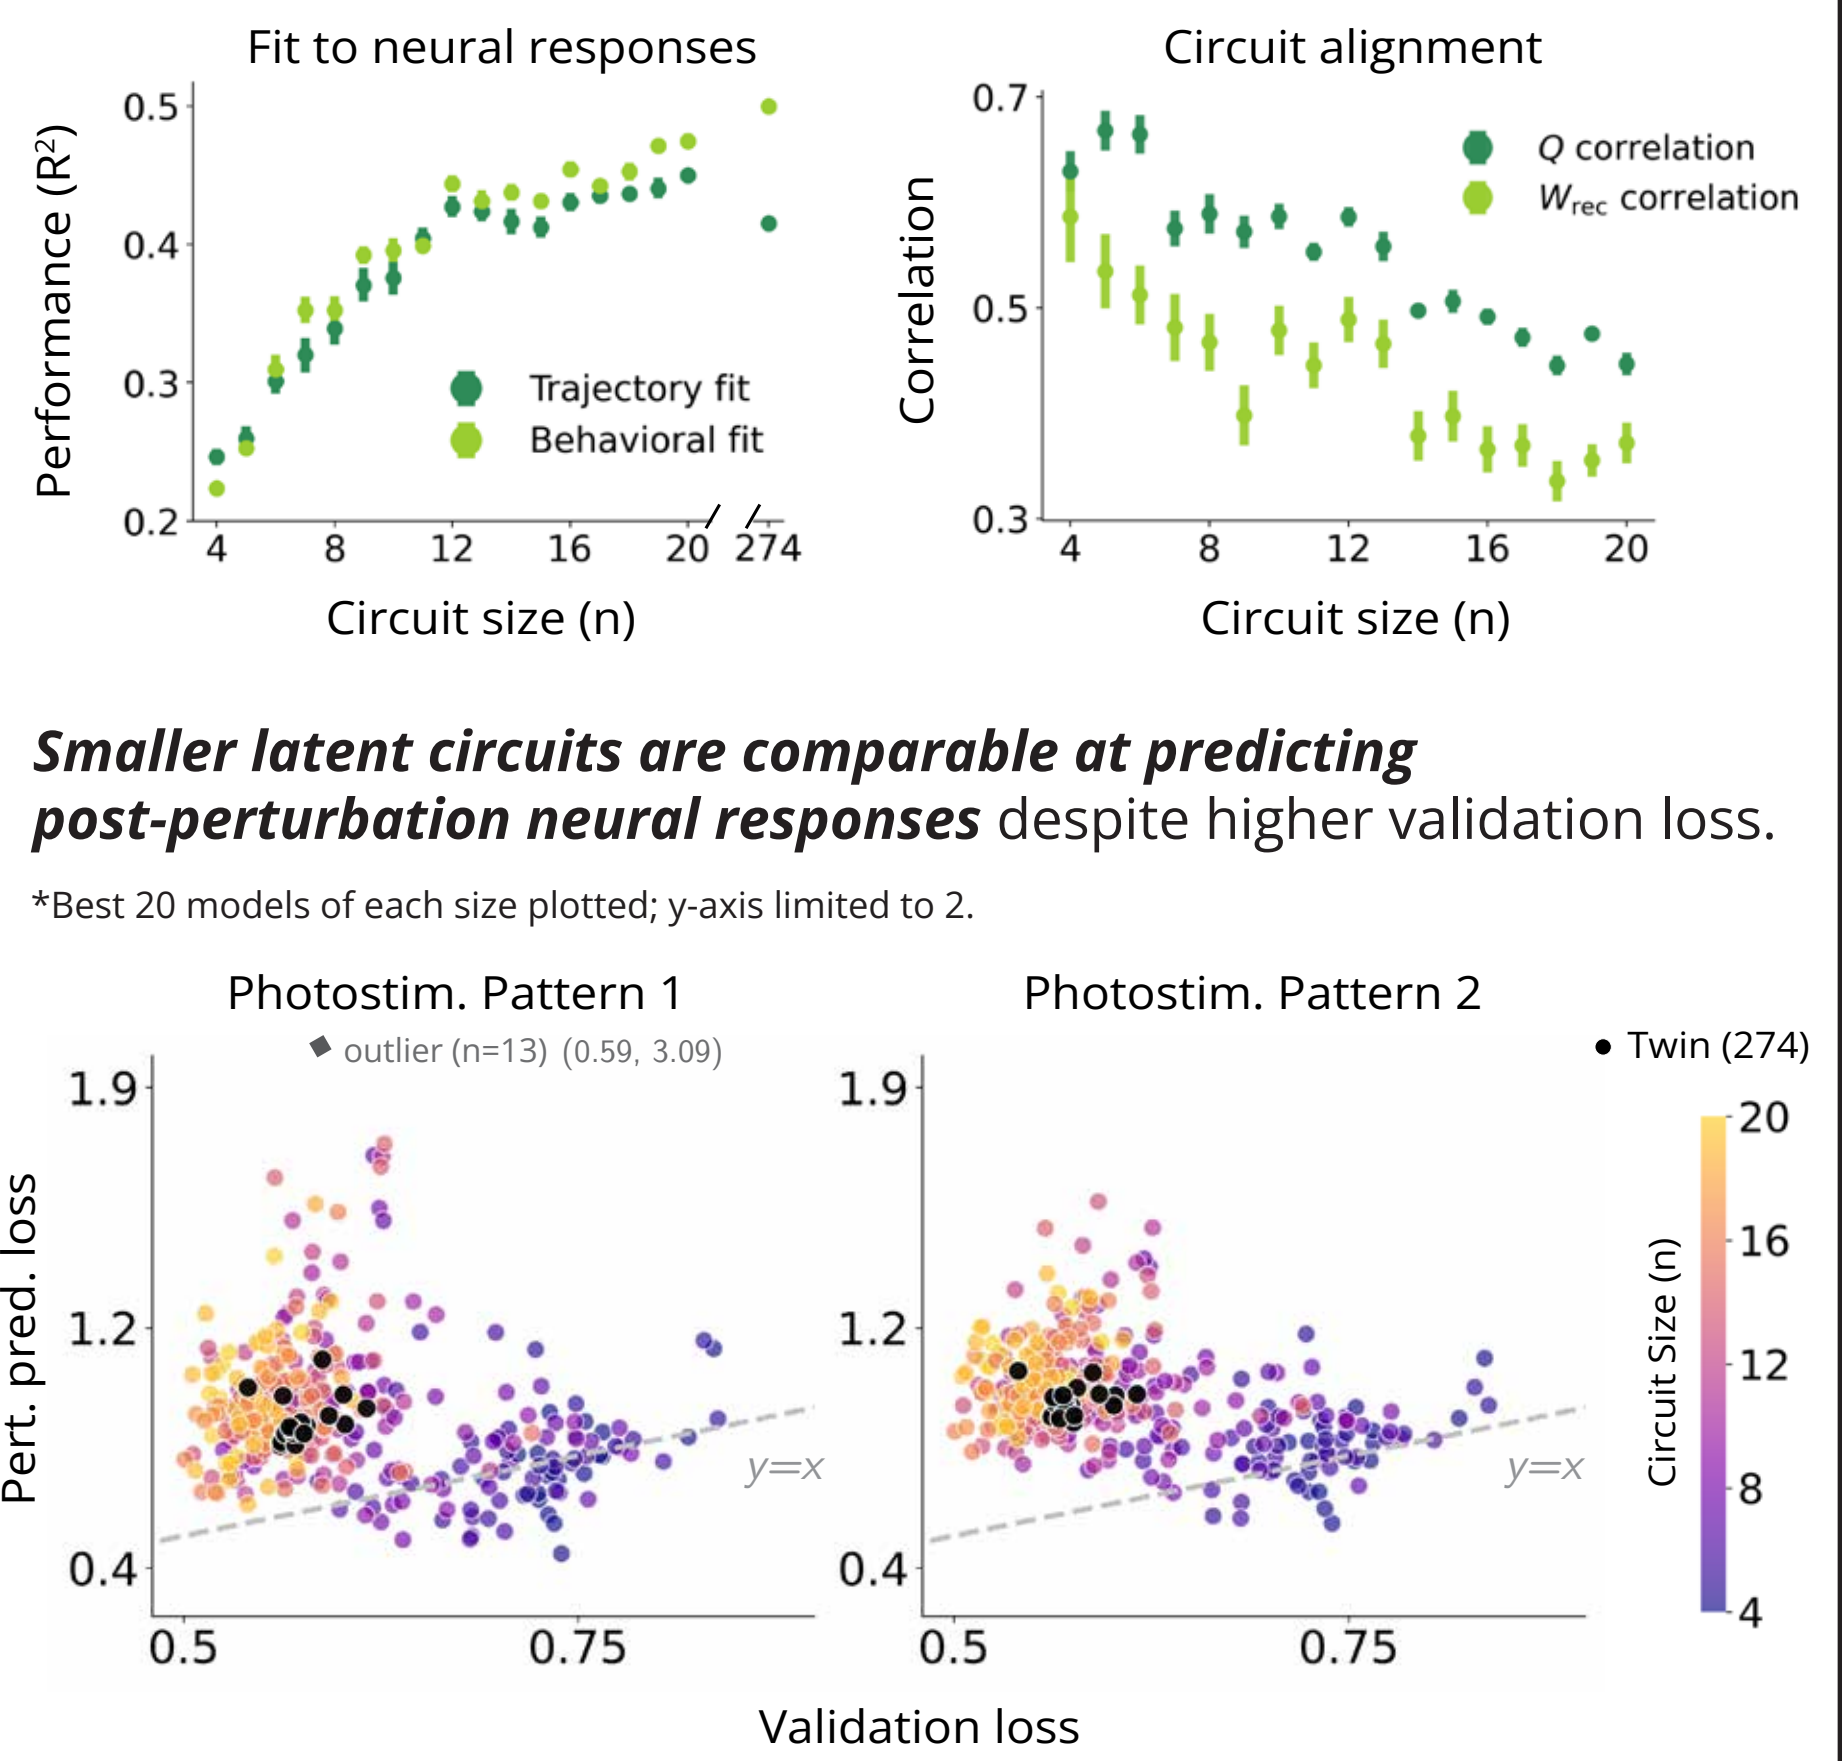 Fit to neural responses
Performance (R²)
0.5
0.4
0.3
0.2
Trajectory fit
Behavioral fit
4 8 12 16 20 274
Circuit size (n)
Circuit alignment
Correlation
0.7
0.5
0.3
Q correlation
Wrec correlation
4 8 12 16 20
Circuit size (n)
Smaller latent circuits are comparable at predicting
post-perturbation neural responses despite higher validation loss.
*Best 20 models of each size plotted; y-axis limited to 2.
Photostim. Pattern 1
outlier (n=13) (0.59, 3.09)
Pert. pred. loss
1.9
1.2
0.4
y=x
0.5 0.75
Photostim. Pattern 2
1.9
1.2
0.4
y=x
0.5 0.75
Validation loss
Twin (274)
Circuit Size (n)
20
16
12
8
4